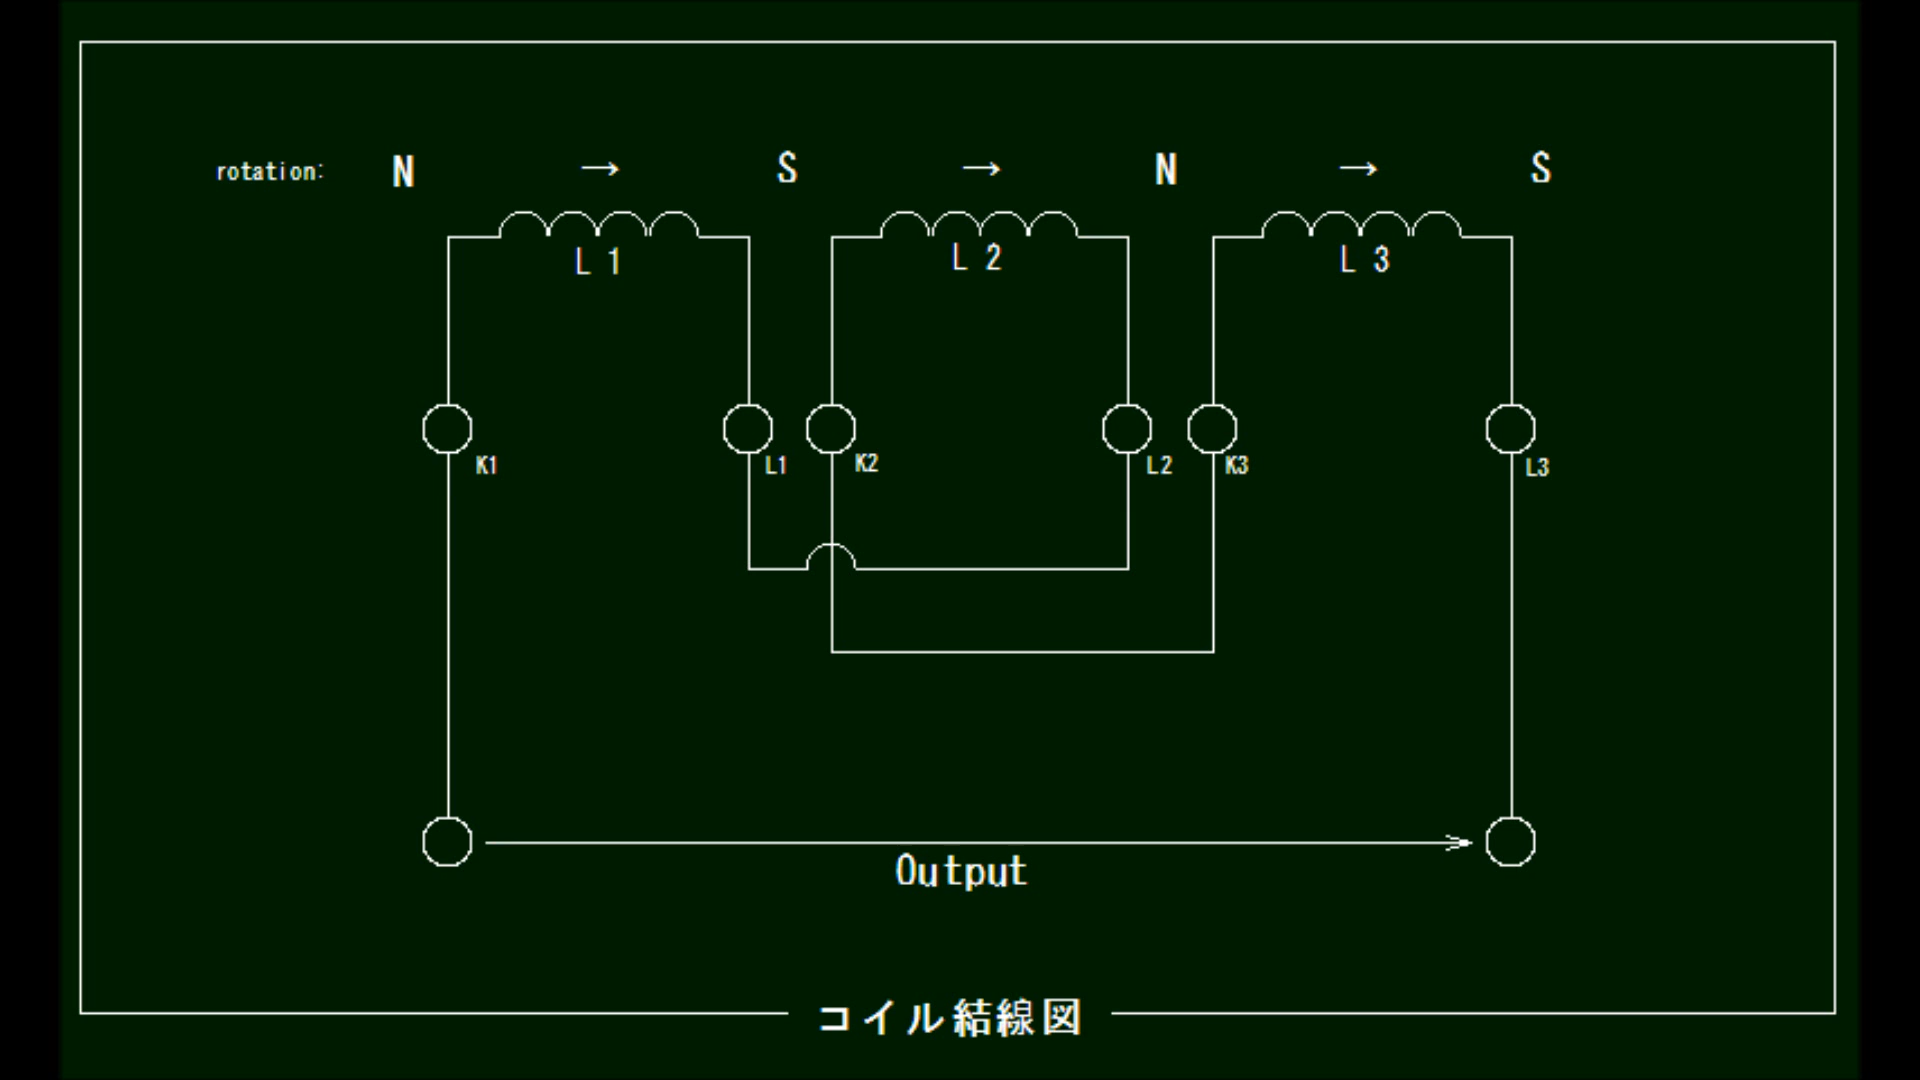 rotation: N → S → N → S
L 1 L 2 L 3
K1 L1 K2 L2 K3 L3
Output
コイル結線図